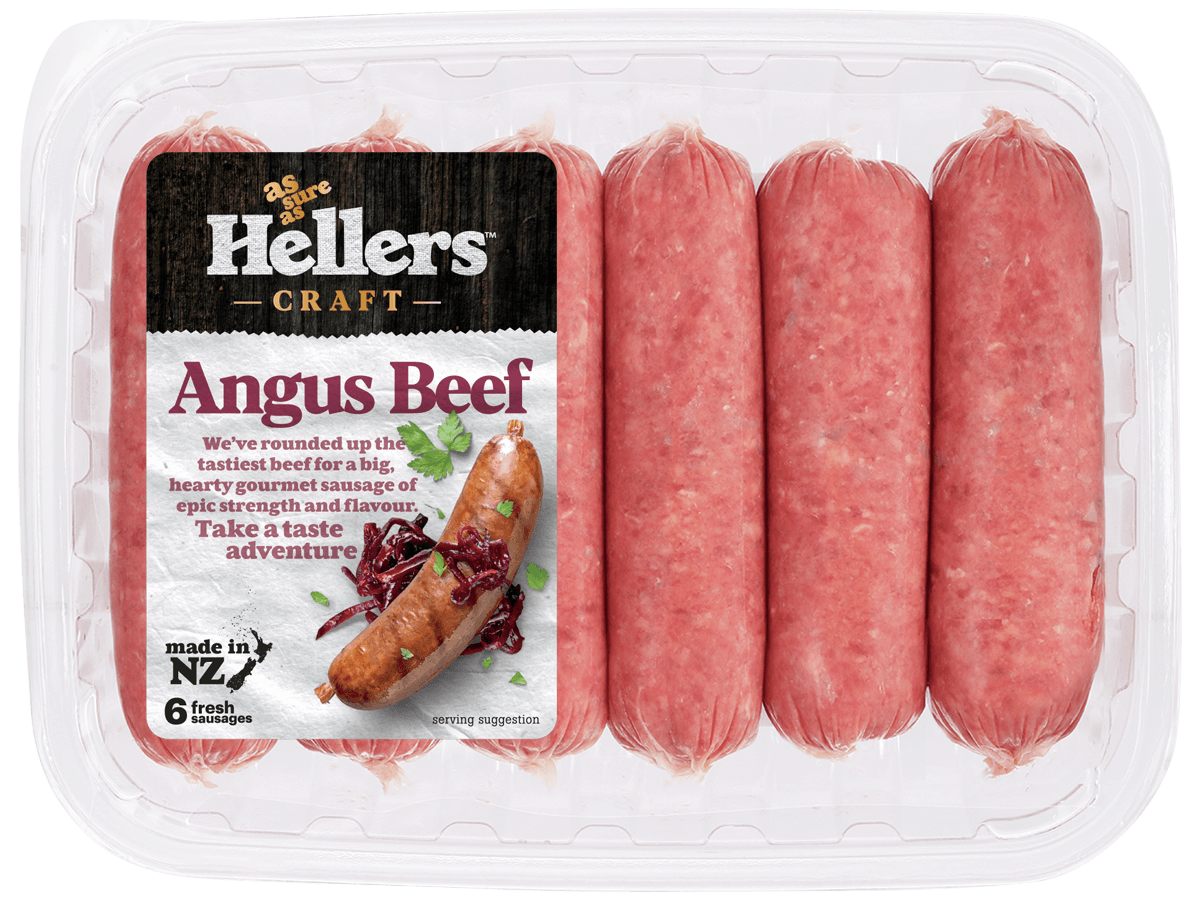 as
sure
as
Hellers™
CRAFT
Angus Beef
We've rounded up the
tastiest beef for a big,
hearty gourmet sausage of
epic strength and flavour.
Take a taste
adventure
made in
NZ
6 fresh
sausages
serving suggestion